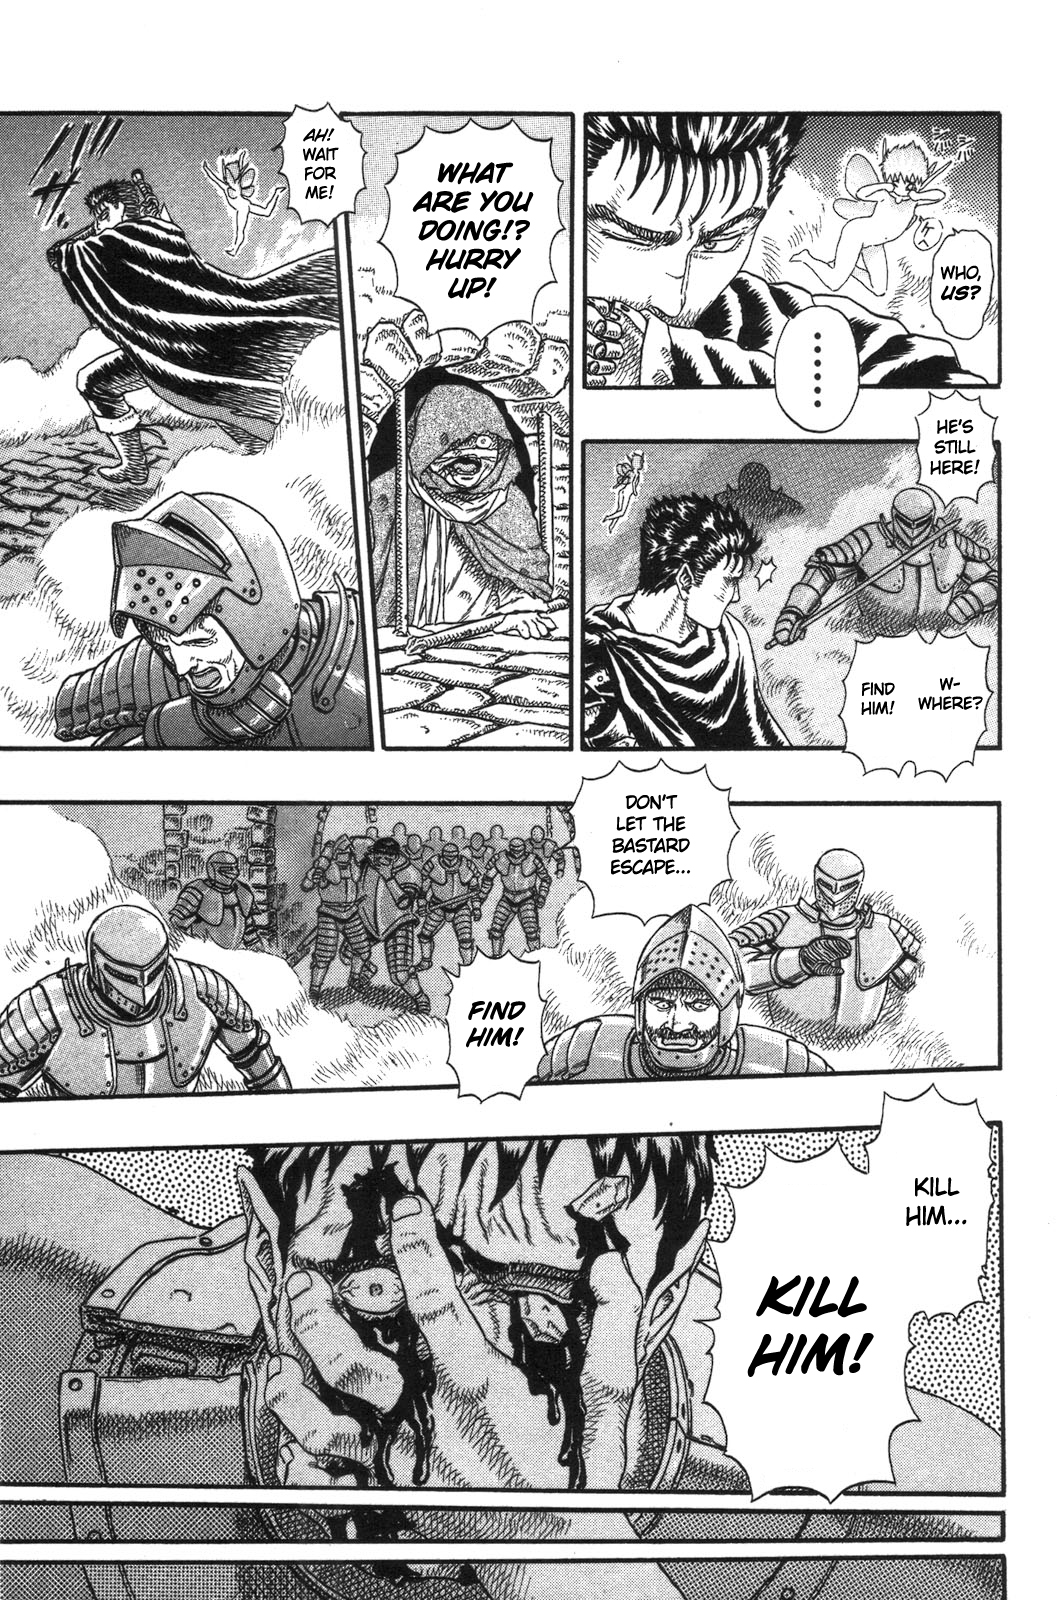 WHO,
US?
ケ
HE'S
STILL
HERE!
W-
WHERE?
FIND
HIM!
WHAT
ARE YOU
DOING!?
HURRY
UP!
AH!
WAIT
FOR
ME!
DON'T
LET THE
BASTARD
ESCAPE...
FIND
HIM!
KILL
HIM...
KILL
HIM!